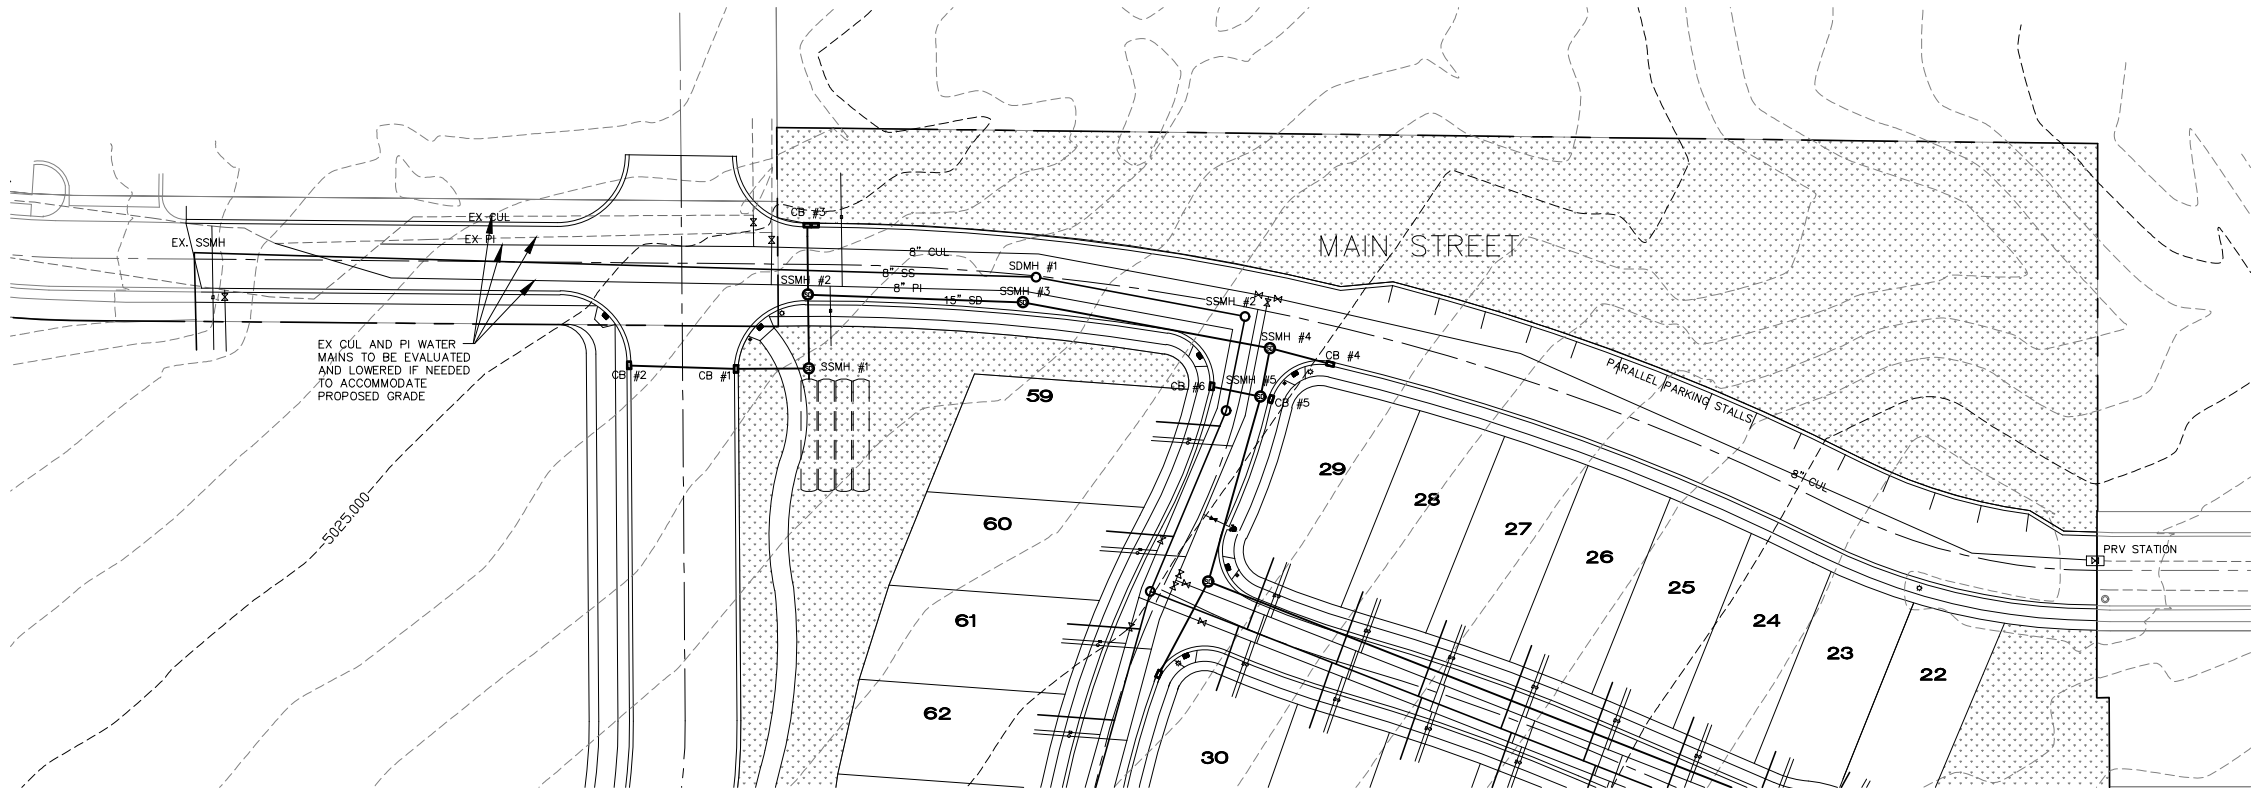 CB #3
EX CUL
EX PI
EX. SSMH
MAIN STREET
8" CUL
SDMH #1
8" SS
SSMH #2
8" PI
SSMH #3
15" SD
SSMH #2
SSMH #4
EX CUL AND PI WATER
MAINS TO BE EVALUATED
AND LOWERED IF NEEDED
TO ACCOMMODATE
PROPOSED GRADE
CB #2
CB #1
SSMH #1
CB #4
PARALLEL PARKING STALLS
CB #6
SSMH #5
CB #5
59
29
28
27
26
25
24
23
22
8" CUL
5025.000
60
61
62
30
PRV STATION